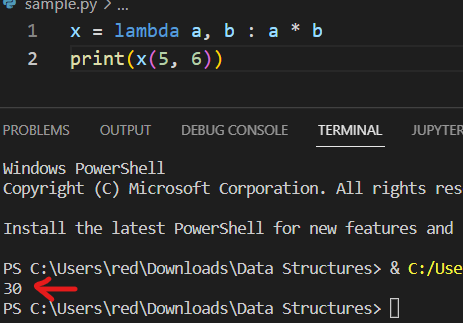 sample.py > ...
1 x = lambda a, b : a * b
2 print(x(5, 6))
PROBLEMS OUTPUT DEBUG CONSOLE TERMINAL JUPYTER
Windows PowerShell
Copyright (C) Microsoft Corporation. All rights res
Install the latest PowerShell for new features and
PS C:\Users\red\Downloads\Data Structures> & C:/Use
30
PS C:\Users\red\Downloads\Data Structures>